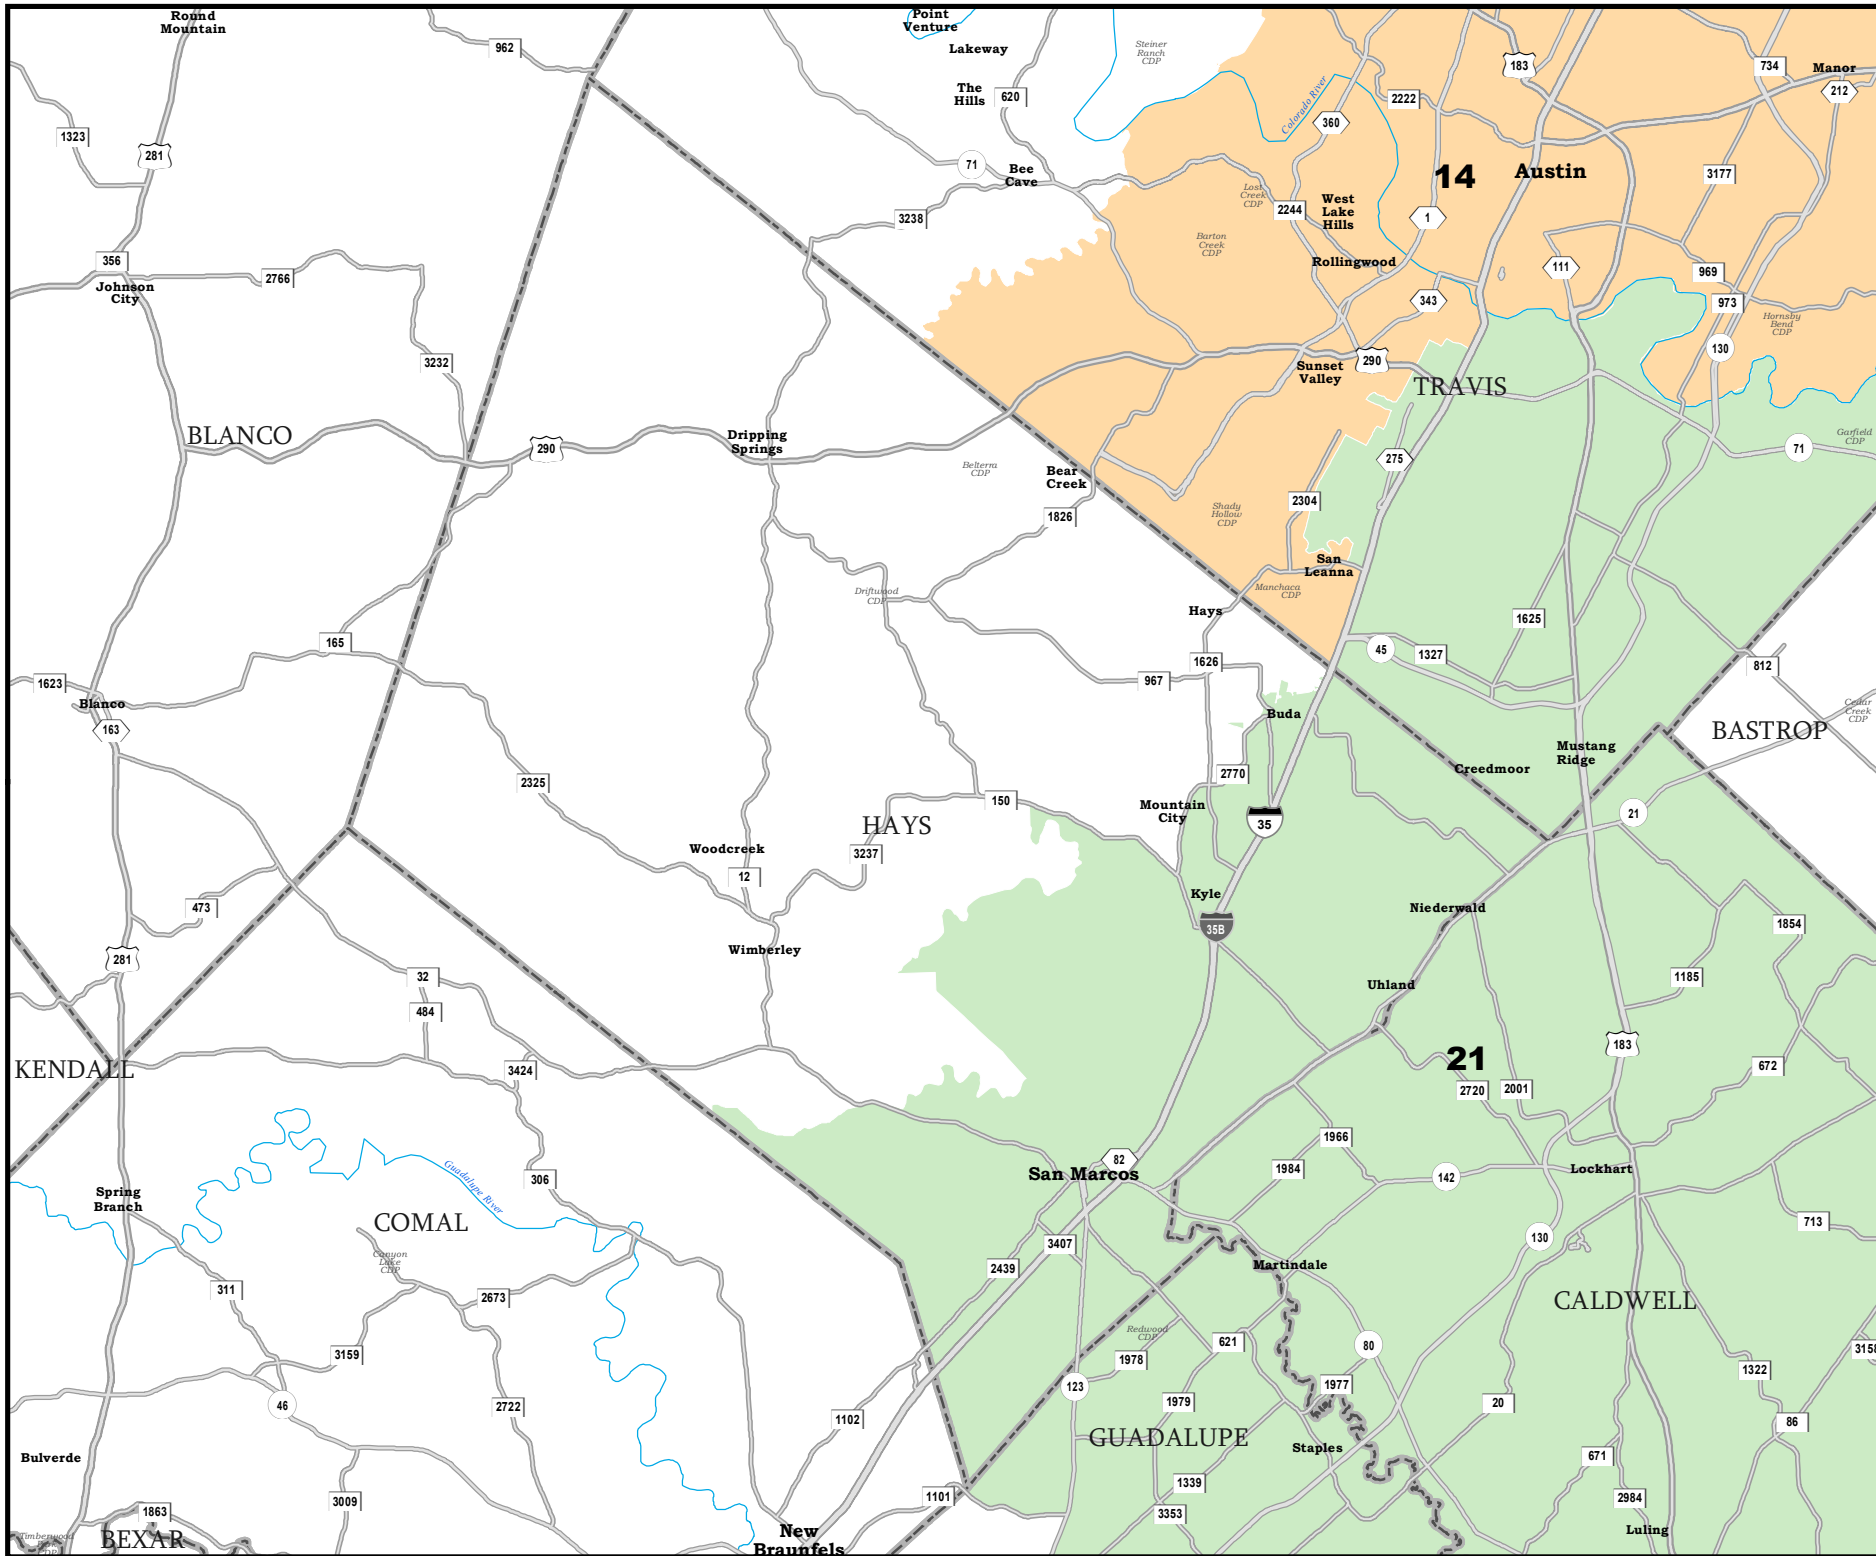 Round
Mountain
962
Point
Venture
Lakeway
Steiner
Ranch
CDP
183
734
Manor
212
The
Hills
620
2222
Colorado River
360
1323
281
71
Bee
Cave
14
Austin
3177
Lost
Creek
CDP
2244
West
Lake
Hills
1
3238
Barton
Creek
CDP
Rollingwood
111
969
356
Johnson
City
2766
343
973
Hornsby
Bend
CDP
130
3232
Sunset
Valley
290
TRAVIS
BLANCO
290
Dripping
Springs
Belterra
CDP
Bear
Creek
275
Garfield
CDP
71
1826
Shady
Hollow
CDP
2304
San
Leanna
Manchaca
CDP
Driftwood
CDP
Hays
1625
165
1626
45
1327
812
1623
Blanco
163
967
Buda
Cedar
Creek
CDP
BASTROP
Mustang
Ridge
Creedmoor
2325
2770
150
Mountain
City
35
21
HAYS
3237
Woodcreek
12
Kyle
35B
473
Niederwald
1854
Wimberley
281
32
484
Uhland
1185
183
KENDALL
3424
21
2720
2001
672
1966
82
San Marcos
1984
142
Lockhart
306
Guadalupe River
Spring
Branch
COMAL
Canyon
Lake
CDP
713
130
3407
2439
Martindale
311
2673
CALDWELL
3159
Redwood
CDP
1978
621
80
3158
1322
123
1977
46
2722
1979
20
86
1102
GUADALUPE
Staples
Bulverde
671
1339
1101
3009
3353
2984
1863
BEXAR
Timberwood
CDP
New
Braunfels
Luling